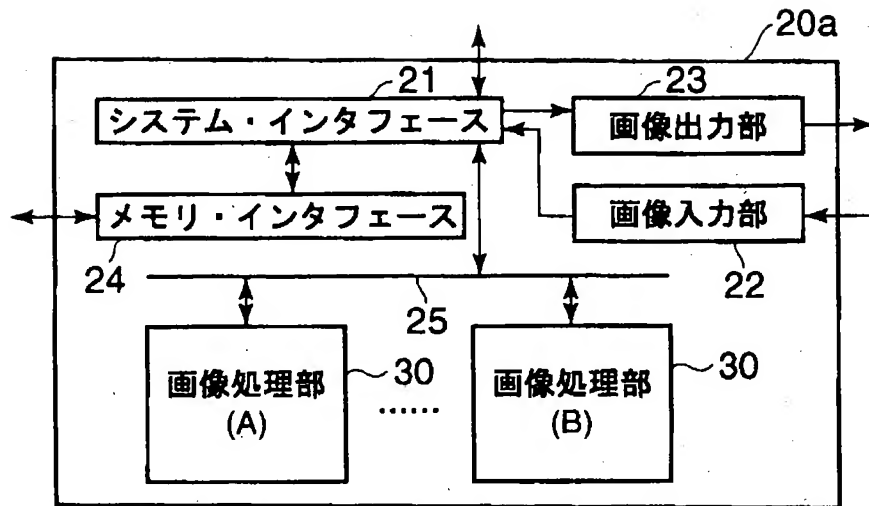 20a
21
23
システム・インタフェース
画像出力部
メモリ・インタフェース
画像入力部
24
25
22
画像処理部
(A)
30
......
画像処理部
(B)
30